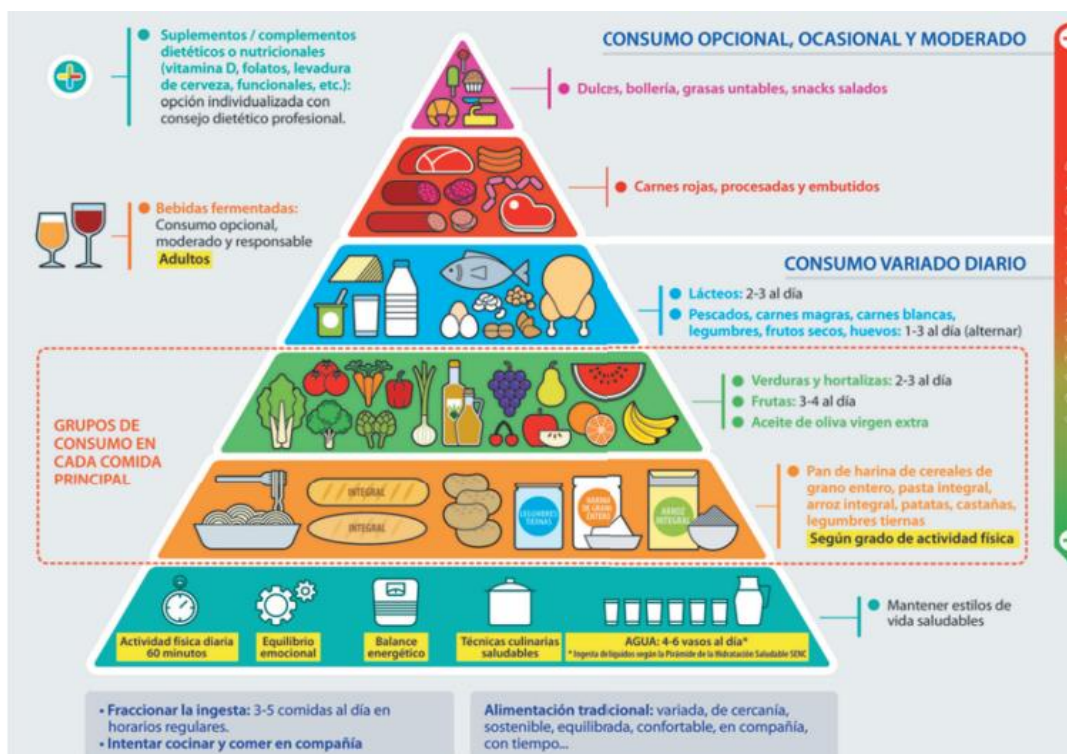 Suplementos / complementos
dietéticos o nutricionales
(vitamina D, folatos, levadura
de cerveza, funcionales, etc.):
opción individualizada con
consejo dietético profesional.
CONSUMO OPCIONAL, OCASIONAL Y MODERADO
Dulces, bollería, grasas untables, snacks salados
Carnes rojas, procesadas y embutidos
Bebidas fermentadas:
Consumo opcional,
moderado y responsable
Adultos
CONSUMO VARIADO DIARIO
Lácteos: 2-3 al día
Pescados, carnes magras, carnes blancas,
legumbres, frutos secos, huevos: 1-3 al día (alternar)
GRUPOS DE
CONSUMO EN
CADA COMIDA
PRINCIPAL
Verduras y hortalizas: 2-3 al día
Frutas: 3-4 al día
Aceite de oliva virgen extra
INTEGRAL
INTEGRAL
LEGUMBRES
TIERNAS
HARINA
DE GRANO
ENTERO
ARROZ
INTEGRAL
Pan de harina de cereales de
grano entero, pasta integral,
arroz integral, patatas, castañas,
legumbres tiernas
Según grado de actividad física
Actividad física diaria
60 minutos
Equilibrio
emocional
Balance
energético
Técnicas culinarias
saludables
AGUA: 4-6 vasos al día*
* Ingesta de líquidos según la Pirámide de la Hidratación Saludable SENC
Mantener estilos de
vida saludables
• Fraccionar la ingesta: 3-5 comidas al día en
horarios regulares.
• Intentar cocinar y comer en compañía
Alimentación tradicional: variada, de cercanía,
sostenible, equilibrada, confortable, en compañía,
con tiempo...